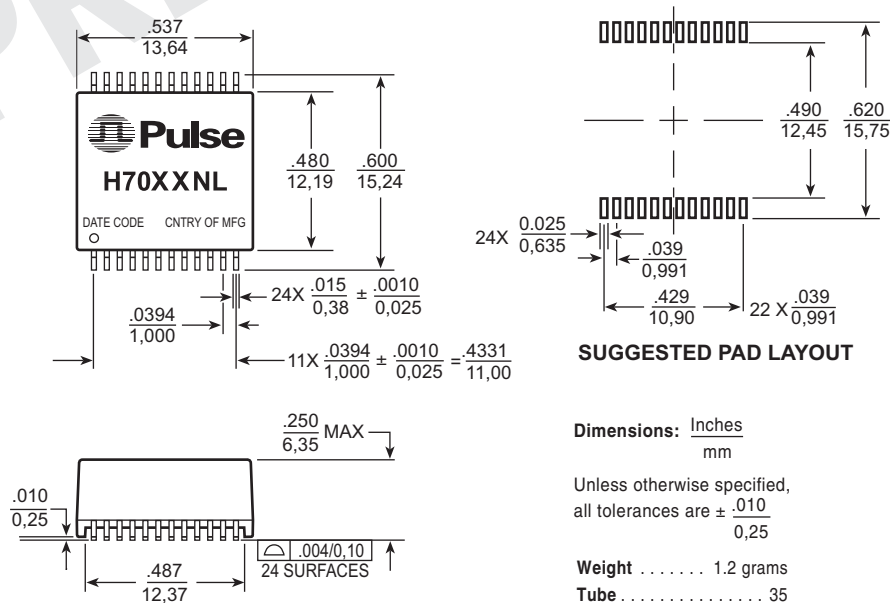 .537
13,64
Pulse
H70XXNL
DATE CODE CNTRY OF MFG
.480
12,19
.600
15,24
24X .015 ± .0010
0,38 0,025
.0394
1,000
11X .0394 ± .0010 = .4331
1,000 0,025 11,00
.490
12,45
.620
15,75
24X 0.025
0,635
.039
0,991
.429
10,90
22 X .039
0,991
SUGGESTED PAD LAYOUT
.250 MAX
6,35
.010
0,25
.004/0,10
24 SURFACES
.487
12,37
Dimensions: Inches
mm
Unless otherwise specified,
all tolerances are ± .010
0,25
Weight . . . . . . . 1.2 grams
Tube . . . . . . . . . . . . . . . 35